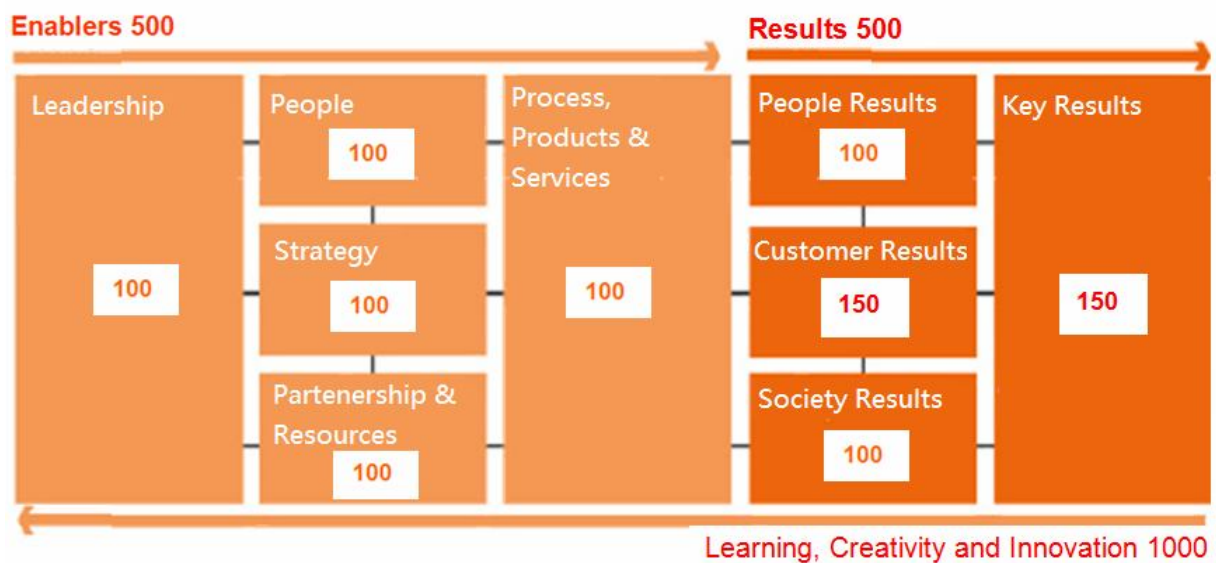 Enablers 500
Results 500
Leadership
100
People
100
Strategy
100
Partenership &
Resources
100
Process,
Products &
Services
100
People Results
100
Customer Results
150
Society Results
100
Key Results
150
Learning, Creativity and Innovation 1000